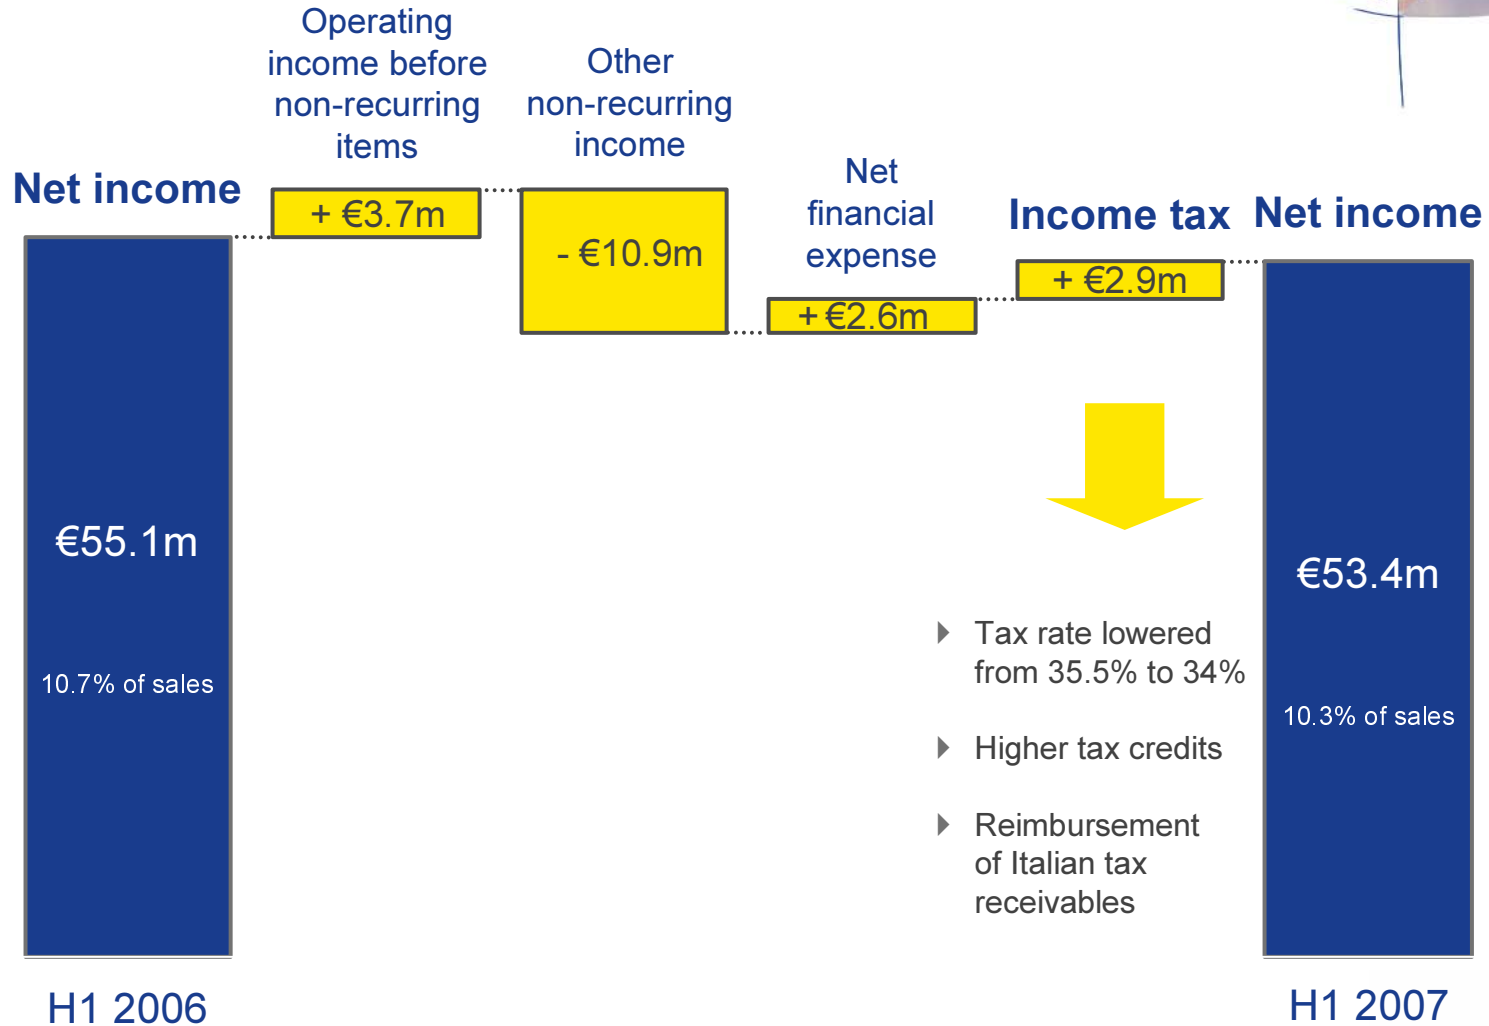 Net income
€55.1m
10.7% of sales
H1 2006
Operating
income before
non-recurring
items
+ €3.7m
Other
non-recurring
income
- €10.9m
Net
financial
expense
+ €2.6m
Income tax
+ €2.9m
Tax rate lowered
from 35.5% to 34%
Higher tax credits
Reimbursement
of Italian tax
receivables
Net income
€53.4m
10.3% of sales
H1 2007